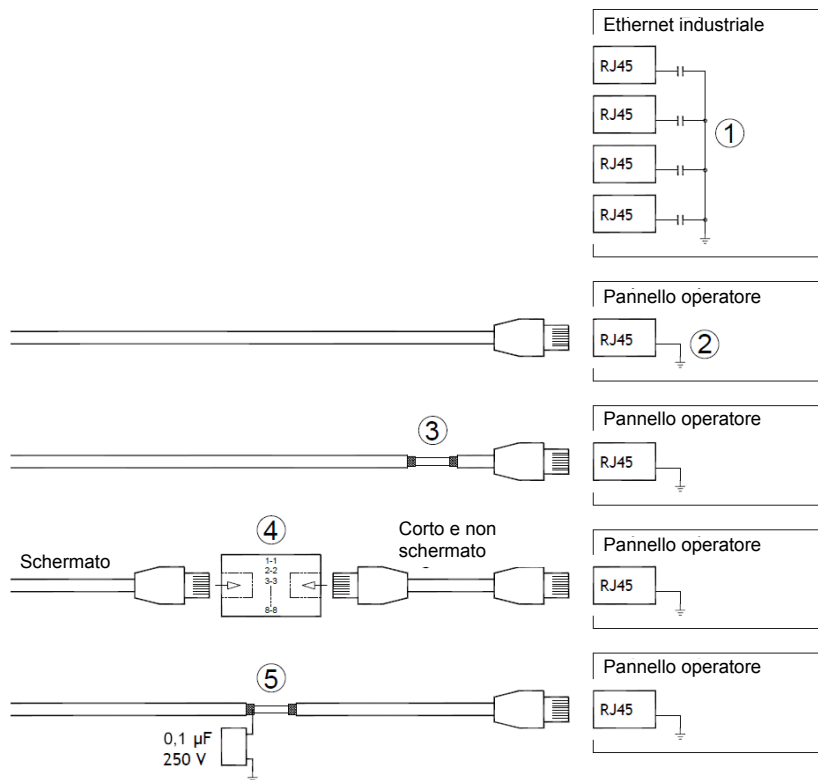 Ethernet industriale
RJ45
RJ45
1
RJ45
RJ45
Pannello operatore
RJ45
2
Pannello operatore
3
RJ45
4
Corto e non
schermato
Pannello operatore
Schermato
1-1
2-2
3-3
8-8
RJ45
Pannello operatore
5
RJ45
0,1 µF
250 V